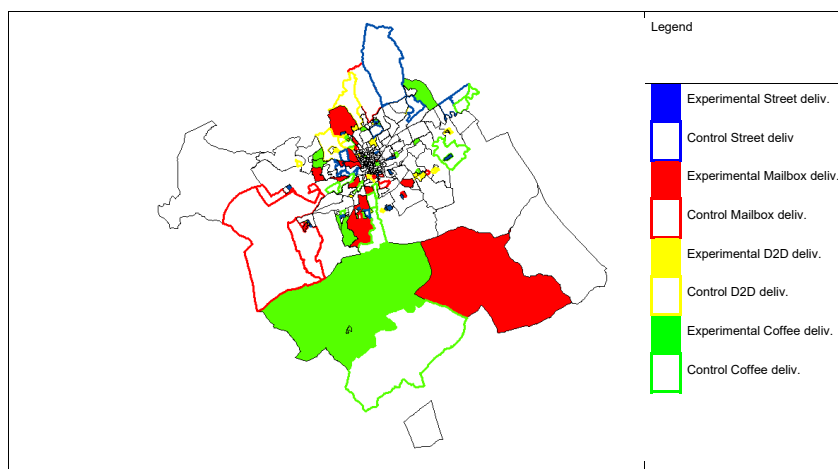 Legend
Experimental Street deliv.
Control Street deliv
Experimental Mailbox deliv.
Control Mailbox deliv.
Experimental D2D deliv.
Control D2D deliv.
Experimental Coffee deliv.
Control Coffee deliv.